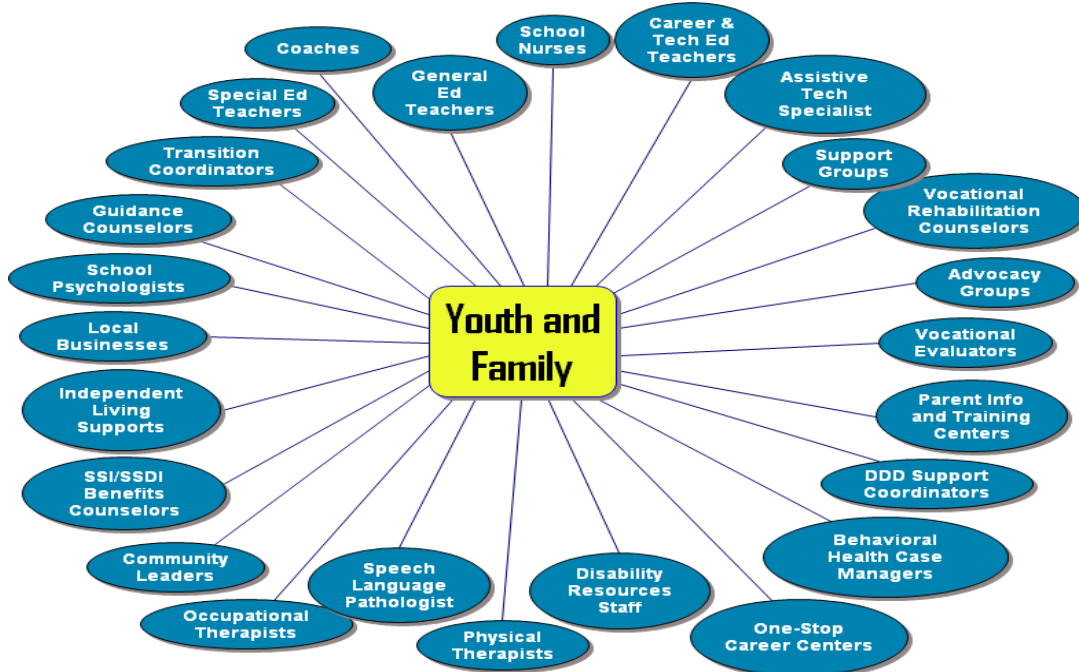 Coaches
School
Nurses
Career &
Tech Ed
Teachers
General
Ed
Teachers
Assistive
Tech
Specialist
Special Ed
Teachers
Transition
Coordinators
Support
Groups
Vocational
Rehabilitation
Counselors
Guidance
Counselors
Advocacy
Groups
School
Psychologists
Youth and
Family
Local
Businesses
Vocational
Evaluators
Independent
Living
Supports
Parent Info
and Training
Centers
SSI/SSDI
Benefits
Counselors
DDD Support
Coordinators
Behavioral
Health Case
Managers
Community
Leaders
Speech
Language
Pathologist
Disability
Resources
Staff
Occupational
Therapists
Physical
Therapists
One-Stop
Career Centers